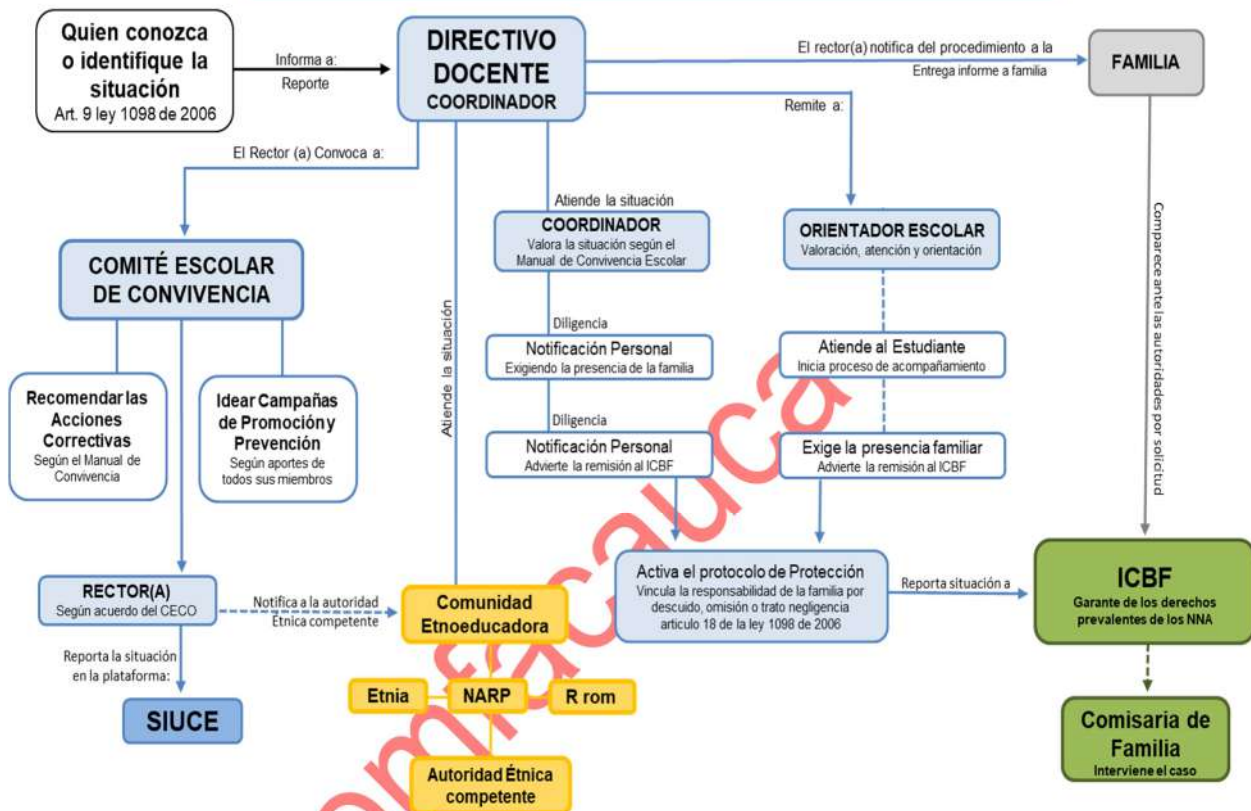 Quien conozca
o identifique la
situación
Art. 9 ley 1098 de 2006
Informa a:
Reporte
DIRECTIVO
DOCENTE
COORDINADOR
El rector(a) notifica del procedimiento a la
Entrega informe a familia
FAMILIA
Remite a:
El Rector (a) Convoca a:
Atiende la situación
COORDINADOR
Valora la situación según el
Manual de Convivencia Escolar
ORIENTADOR ESCOLAR
Valoración, atención y orientación
COMITÉ ESCOLAR
DE CONVIVENCIA
Atiende la situación
Comparece ante las autoridades por solicitud
Diligencia
Notificación Personal
Exigiendo la presencia de la familia
Atiende al Estudiante
Inicia proceso de acompañamiento
Recomendar las
Acciones
Correctivas
Según el Manual de
Convivencia
Idear Campañas
de Promoción y
Prevención
Según aportes de
todos sus miembros
Diligencia
Notificación Personal
Advierte la remisión al ICBF
Exige la presencia familiar
Advierte la remisión al ICBF
RECTOR(A)
Según acuerdo del CECO
Notifica a la autoridad
Étnica competente
Comunidad
Etnoeducadora
Activa el protocolo de Protección
Vincula la responsabilidad de la familia por
descuido, omisión o trato negligencia
articulo 18 de la ley 1098 de 2006
Reporta situación a
ICBF
Garante de los derechos
prevalentes de los NNA
Reporta la situación
en la plataforma:
SIUCE
Etnia
NARP
R rom
Autoridad Étnica
competente
Comisaria de
Familia
Interviene el caso
omfacauca